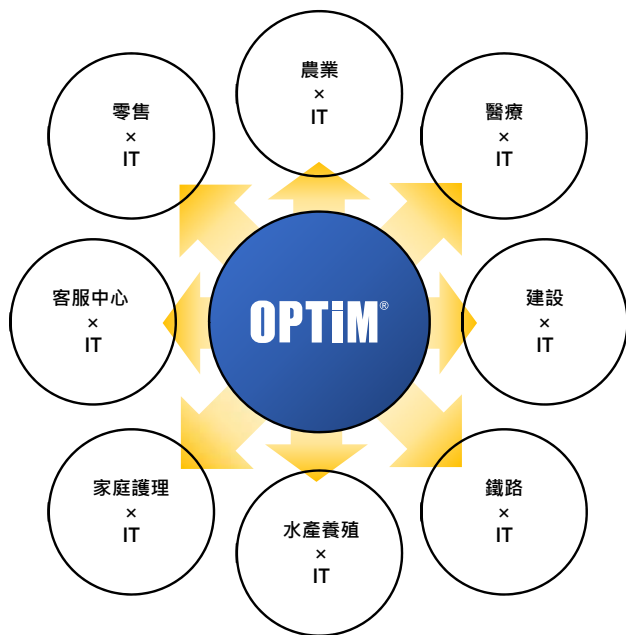 農業
×
IT
零售
×
IT
醫療
×
IT
客服中心
×
IT
OPTiM®
建設
×
IT
家庭護理
×
IT
水產養殖
×
IT
鐵路
×
IT